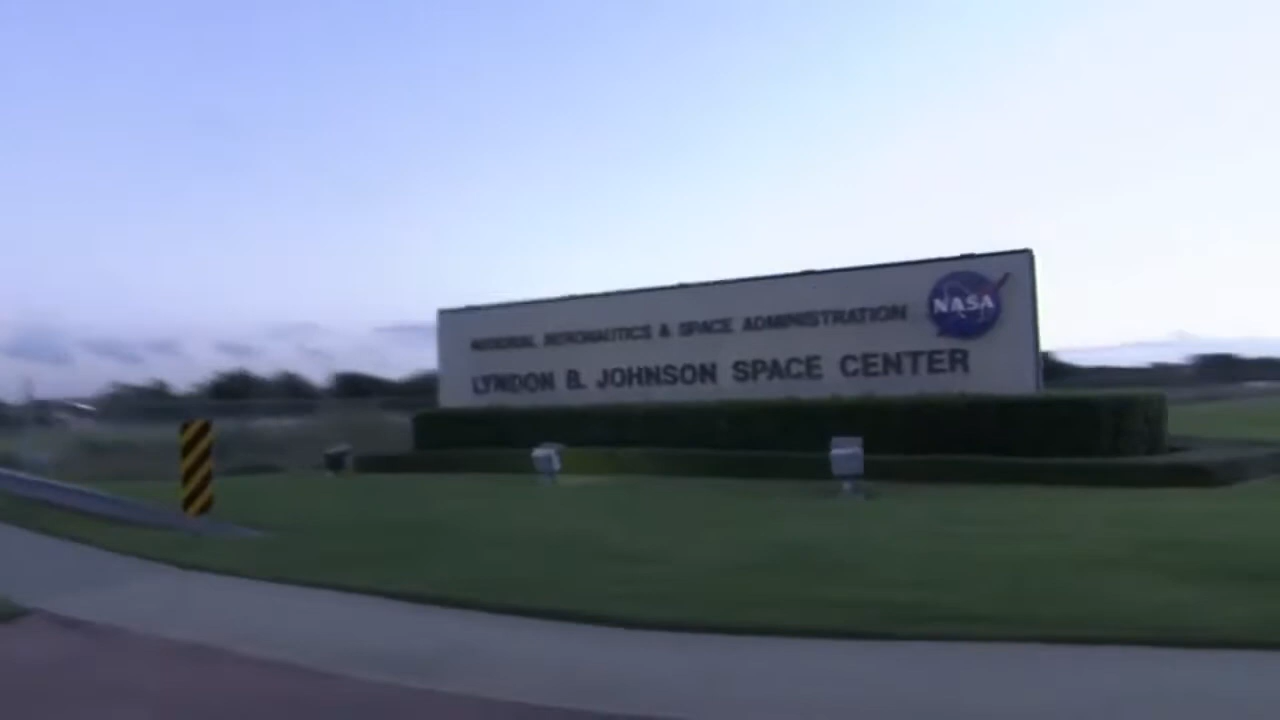 NATIONAL AERONAUTICS & SPACE ADMINISTRATION
LYNDON B. JOHNSON SPACE CENTER
NASA